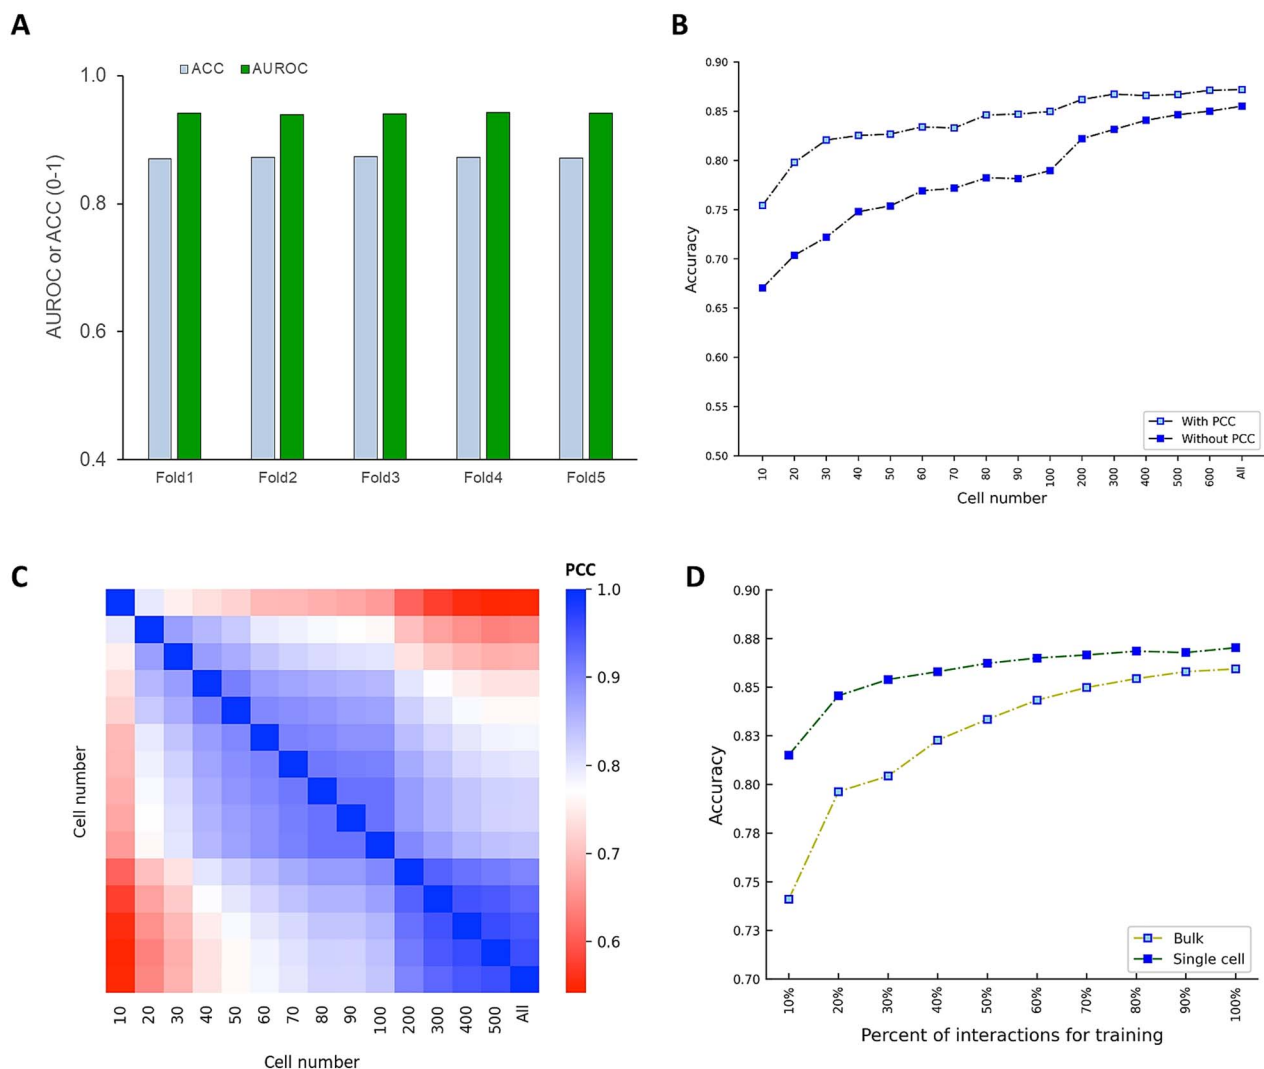 A
ACC
AUROC
1.0
0.8
0.6
0.4
AUROC or ACC (0-1)
Fold1
Fold2
Fold3
Fold4
Fold5
B
0.90
0.85
0.80
0.75
0.70
0.65
0.60
0.55
0.50
Accuracy
With PCC
Without PCC
10
20
30
40
50
60
70
80
90
100
200
300
400
500
600
All
Cell number
C
PCC
1.0
0.9
0.8
0.7
0.6
Cell number
10
20
30
40
50
60
70
80
90
100
200
300
400
500
All
Cell number
D
0.90
0.88
0.85
0.83
0.80
0.78
0.75
0.73
0.70
Accuracy
Bulk
Single cell
10%
20%
30%
40%
50%
60%
70%
80%
90%
100%
Percent of interactions for training